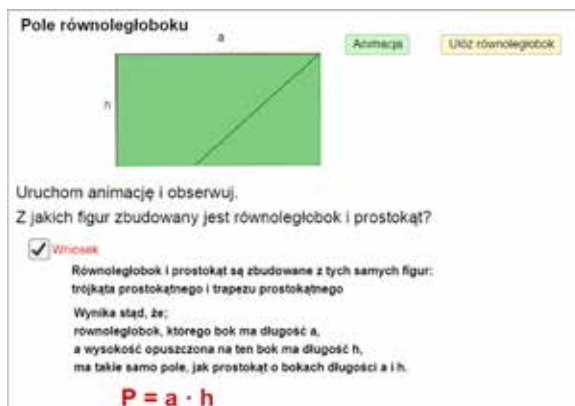 Pole równoległoboku
a
Animacja
Ułóż równoległobok
h
Uruchom animację i obserwuj.
Z jakich figur zbudowany jest równoległobok i prostokąt?
Wniosek
Równoległobok i prostokąt są zbudowane z tych samych figur:
trójkąta prostokątnego i trapezu prostokątnego
Wynika stąd, że;
równoległobok, którego bok ma długość a,
a wysokość opuszczona na ten bok ma długość h,
ma takie samo pole, jak prostokąt o bokach długości a i h.
P = a · h